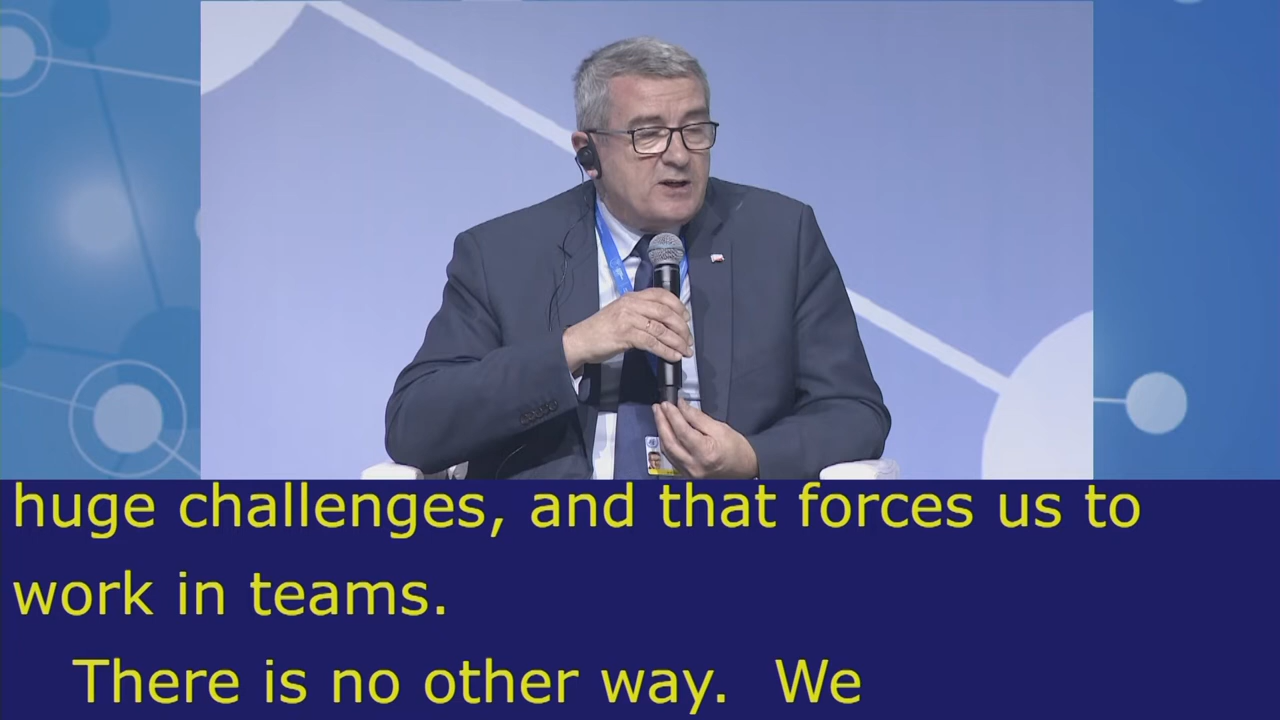 huge challenges, and that forces us to
work in teams.
There is no other way.  We